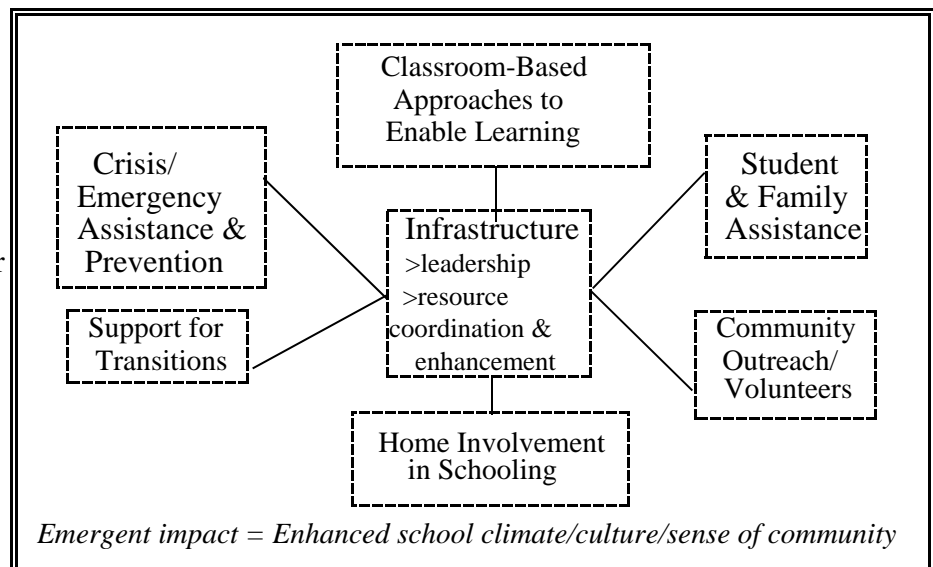 Classroom-Based
Approaches to
Enable Learning
Crisis/
Emergency
Assistance &
Prevention
Student
& Family
Assistance
Infrastructure
>leadership
>resource
coordination &
enhancement
r
Support for
Transitions
Community
Outreach/
Volunteers
Home Involvement
in Schooling
Emergent impact = Enhanced school climate/culture/sense of community